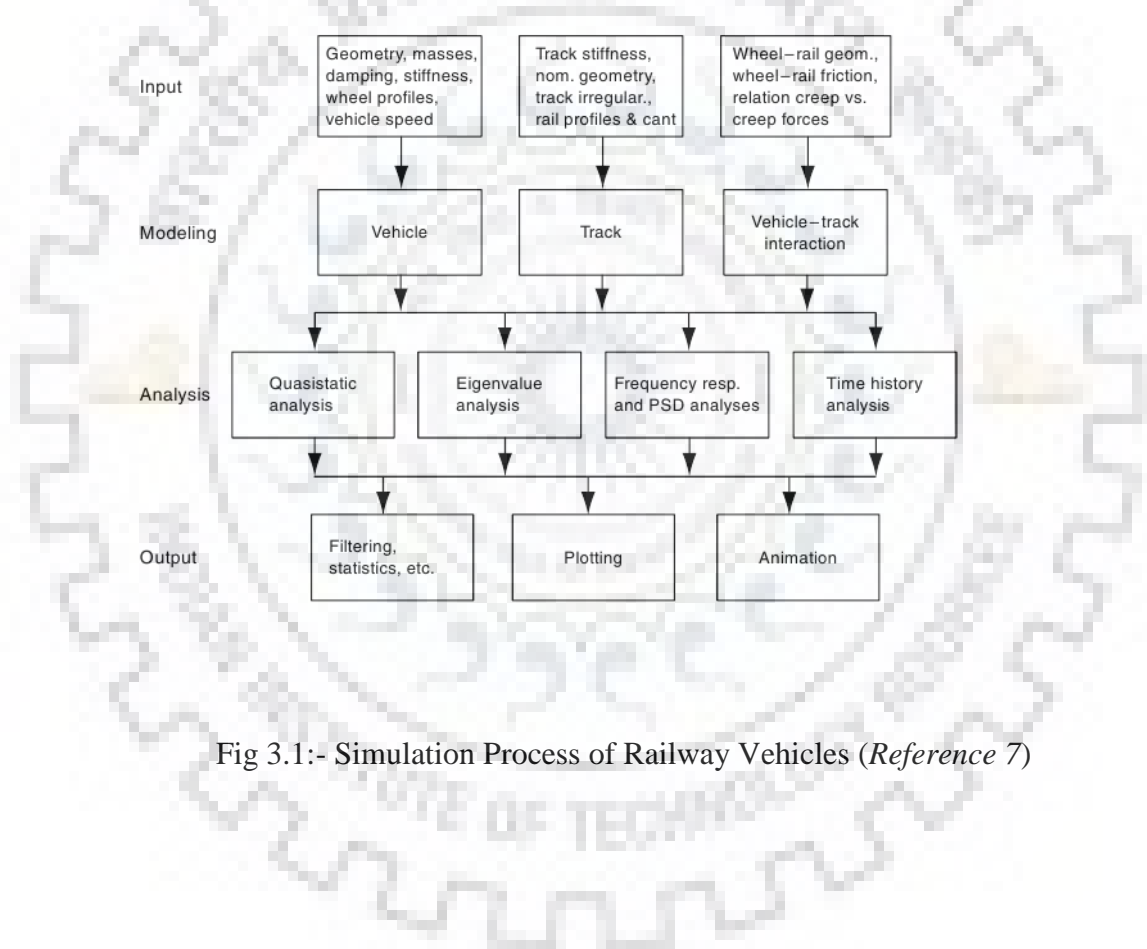 Input
Geometry, masses,
damping, stiffness,
wheel profiles,
vehicle speed
Track stiffness,
nom. geometry,
track irregular.,
rail profiles & cant
Wheel–rail geom.,
wheel–rail friction,
relation creep vs.
creep forces
Modeling
Vehicle
Track
Vehicle–track
interaction
Analysis
Quasistatic
analysis
Eigenvalue
analysis
Frequency resp.
and PSD analyses
Time history
analysis
Output
Filtering,
statistics, etc.
Plotting
Animation
Fig 3.1:- Simulation Process of Railway Vehicles (Reference 7)
OF TECHNOLOGY